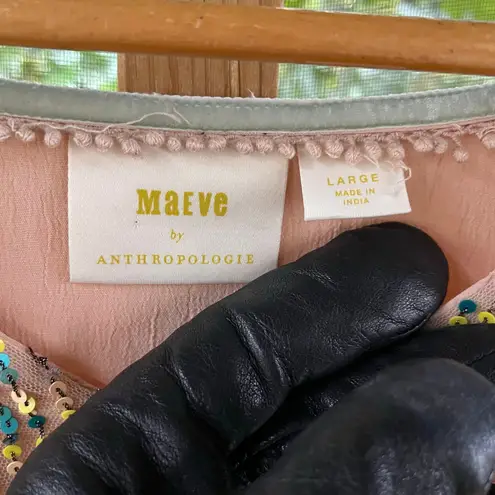 MAEVE
by
ANTHROPOLOGIE
LARGE
MADE IN
INDIA